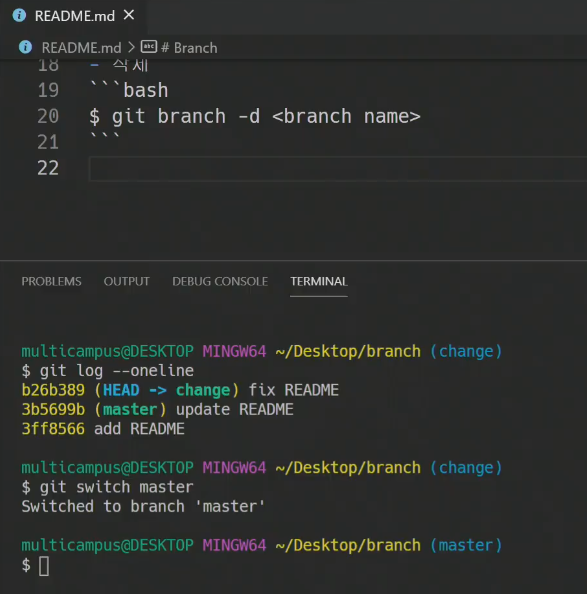 README.md
README.md > # Branch
18 - 삭제
19 ```bash
20 $ git branch -d <branch name>
21 ```
22
PROBLEMS OUTPUT DEBUG CONSOLE TERMINAL
multicampus@DESKTOP MINGW64 ~/Desktop/branch (change)
$ git log --oneline
b26b389 (HEAD -> change) fix README
3b5699b (master) update README
3ff8566 add README
multicampus@DESKTOP MINGW64 ~/Desktop/branch (change)
$ git switch master
Switched to branch 'master'
multicampus@DESKTOP MINGW64 ~/Desktop/branch (master)
$